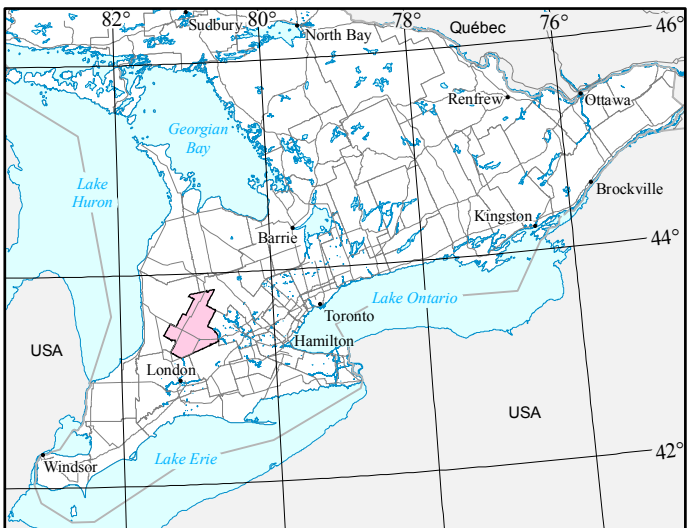 82°
80°
78°
76°
46°
Sudbury
North Bay
Québec
Renfrew
Ottawa
Georgian
Bay
Lake
Huron
Brockville
Kingston
Barrie
44°
Lake Ontario
Toronto
USA
Hamilton
London
USA
42°
Lake Erie
Windsor